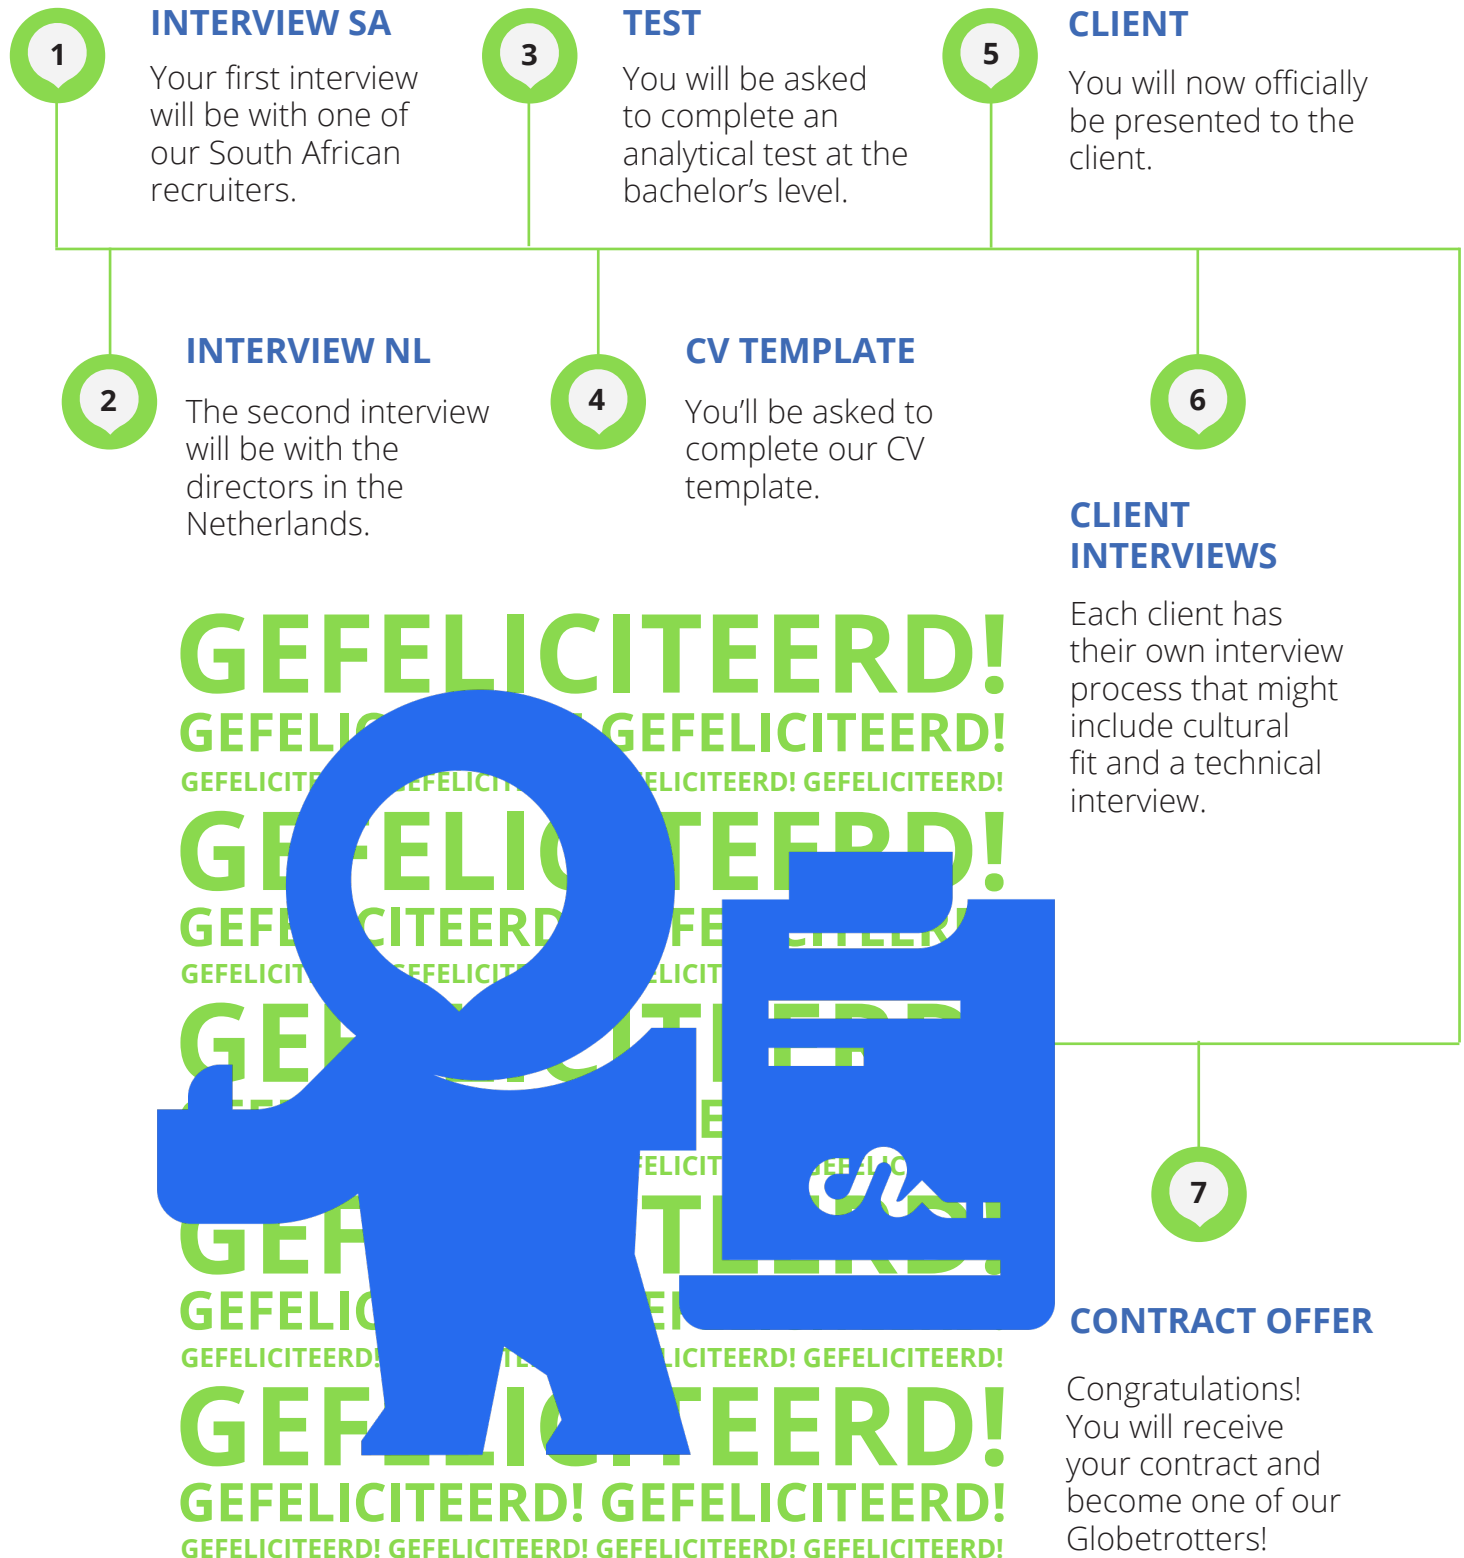 1
INTERVIEW SA
Your first interview
will be with one of
our South African
recruiters.
2
INTERVIEW NL
The second interview
will be with the
directors in the
Netherlands.
3
TEST
You will be asked
to complete an
analytical test at the
bachelor's level.
4
CV TEMPLATE
You'll be asked to
complete our CV
template.
5
CLIENT
You will now officially
be presented to the
client.
6
CLIENT
INTERVIEWS
Each client has
their own interview
process that might
include cultural
fit and a technical
interview.
7
CONTRACT OFFER
Congratulations!
You will receive
your contract and
become one of our
Globetrotters!
GEFELICITEERD!
GEFELICITEERD!
GEFELICITEERD!
GEFELICITEERD!
GEFELICITEERD! GEFELICITEERD!
GEFELICITEERD!
GEFELICITEERD! GEFELICITEERD!
GEFELICITEERD! GEFELICITEERD! GEFELICITEERD! GEFELICITEERD!